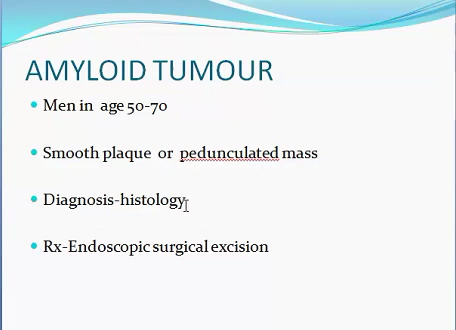 AMYLOID TUMOUR
Men in age 50-70
Smooth plaque or pedunculated mass
Diagnosis-histology
Rx-Endoscopic surgical excision